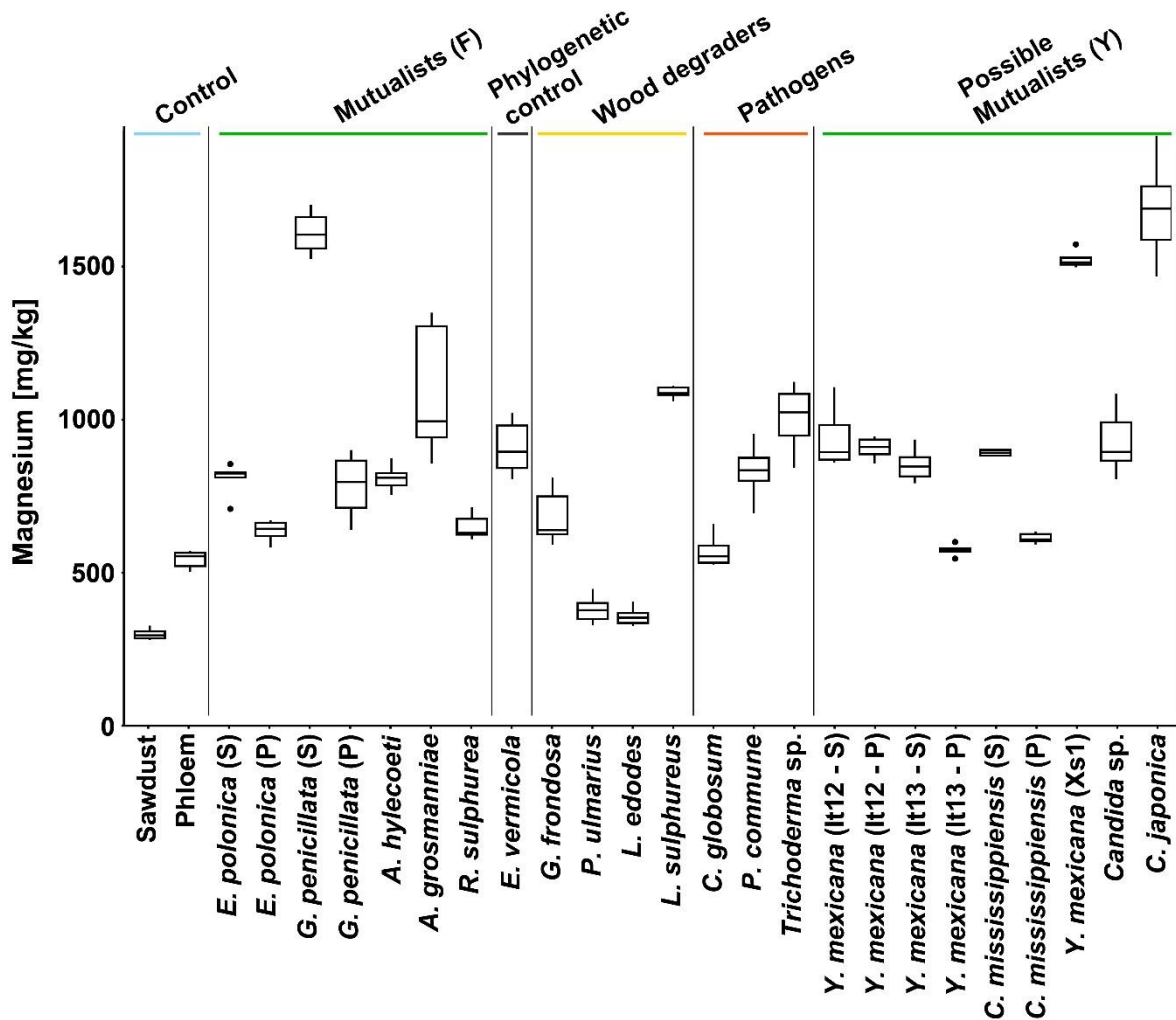 Control
Mutualists (F)
Phylogenetic
control
Wood degraders
Pathogens
Possible
Mutualists (Y)
Magnesium [mg/kg]
1500
1000
500
0
Sawdust
Phloem
E. polonica (S)
E. polonica (P)
G. penicillata (S)
G. penicillata (P)
A. hylecoeti
A. grosmanniae
R. sulphurea
E. vermicola
G. frondosa
P. ulmarius
L. edodes
L. sulphureus
C. globosum
P. commune
Trichoderma sp.
Y. mexicana (It12 - S)
Y. mexicana (It12 - P)
Y. mexicana (It13 - S)
Y. mexicana (It13 - P)
C. mississippiensis (S)
C. mississippiensis (P)
Y. mexicana (Xs1)
Candida sp.
C. japonica